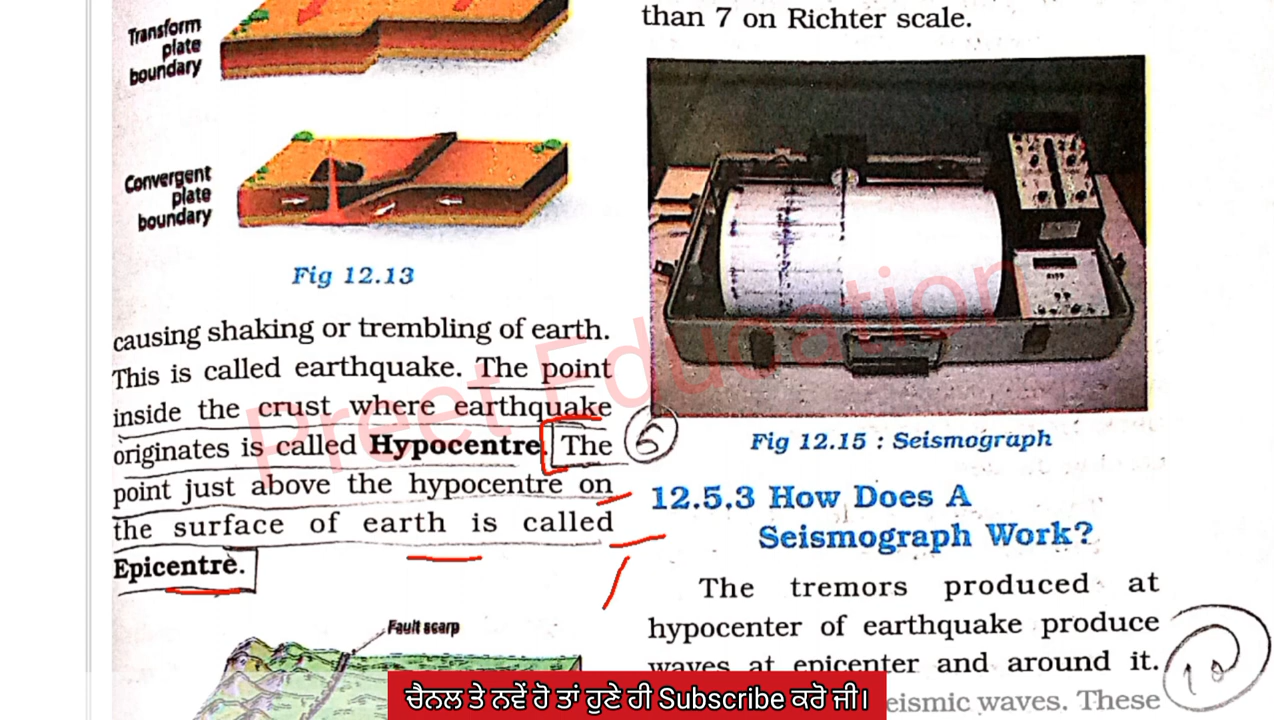 Transform
plate
boundary
Convergent
plate
boundary
Fig 12.13
causing shaking or trembling of earth.
This is called earthquake. The point
inside the crust where earthquake
originates is called Hypocentre. The
point just above the hypocentre on
the surface of earth is called
Epicentre.
Fault scarp
than 7 on Richter scale.
5
Fig 12.15 : Seismograph
12.5.3 How Does A
Seismograph Work?
The tremors produced at
hypocenter of earthquake produce
waves at epicenter and around it.
eismic waves. These
Preet Education
ਚੈਨਲ ਤੇ ਨਵੇਂ ਹੋ ਤਾਂ ਹੁਣੇ ਹੀ Subscribe ਕਰੋ ਜੀ।